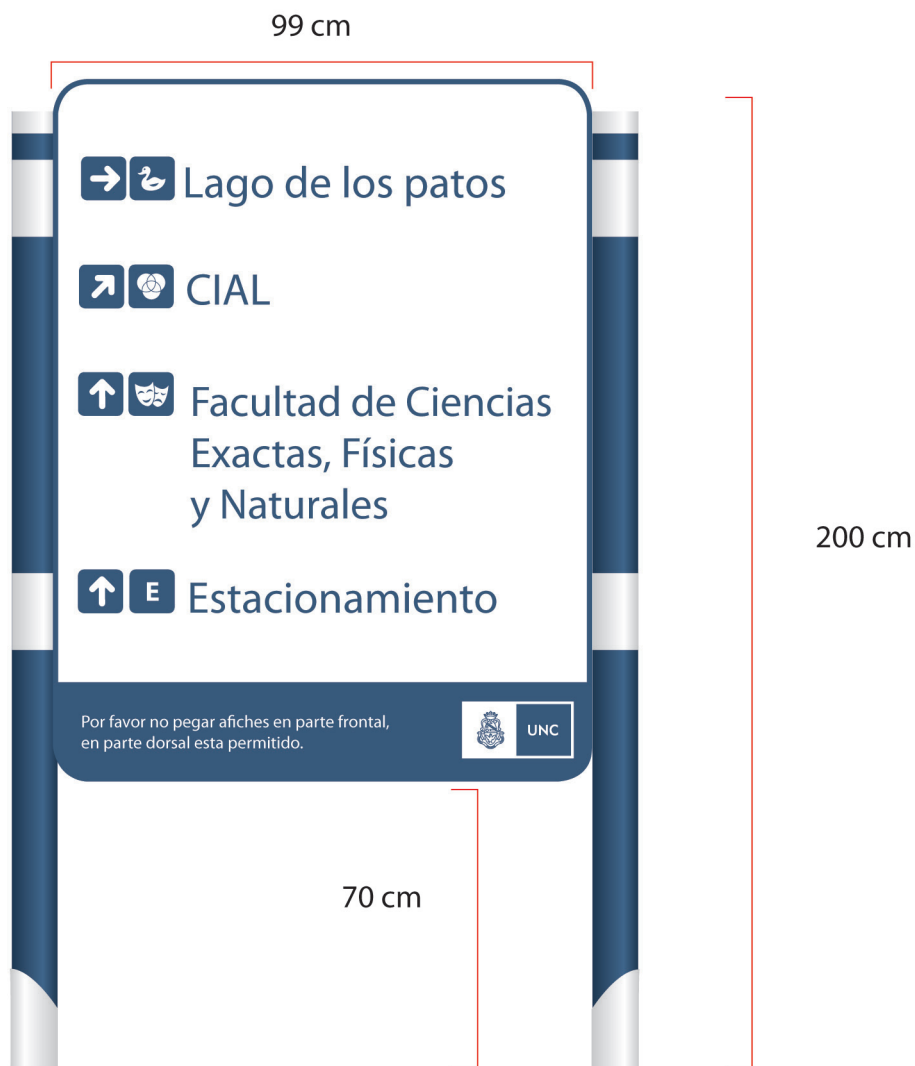 99 cm
Lago de los patos
CIAL
Facultad de Ciencias
Exactas, Físicas
y Naturales
200 cm
E Estacionamiento
Por favor no pegar afiches en parte frontal,
en parte dorsal esta permitido.
UNC
70 cm